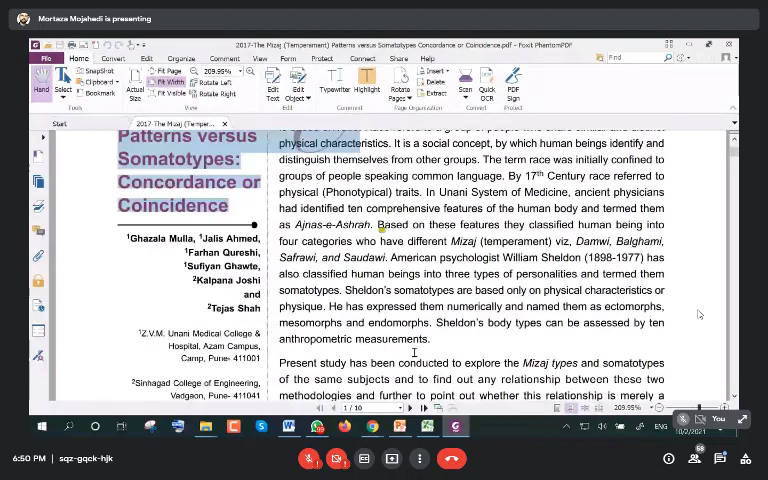 Mortaza Mojahedi is presenting
2017-The Mizaj (Temperament) Patterns versus Somatotypes Concordance or Coincidence.pdf - Foxit PhantomPDF
File Home Convert Edit Organize Comment View Form Protect Share Connect Help
Find
Hand Select SnapShot Clipboard Bookmark
Actual Size Fit Page Fit Width Fit Visible 209.95% Rotate Left Rotate Right
Edit Text Edit Object Typewriter Highlight Rotate Pages Insert Delete Extract Scan Quick OCR PDF Sign
Tools View Edit Comment Page Organization Convert Protect
Start 2017-The Mizaj (Temper...
Patterns versus
Somatotypes:
Concordance or
Coincidence
1Ghazala Mulla, 1Jalis Ahmed,
1Farhan Qureshi,
1Sufiyan Ghawte,
2Kalpana Joshi
and
2Tejas Shah
1Z.V.M. Unani Medical College &
Hospital, Azam Campus,
Camp, Pune- 411001
2Sinhagad College of Engineering,
Vadgaon, Pune- 411041
physical characteristics. It is a social concept, by which human beings identify and
distinguish themselves from other groups. The term race was initially confined to
groups of people speaking common language. By 17th Century race referred to
physical (Phonotypical) traits. In Unani System of Medicine, ancient physicians
had identified ten comprehensive features of the human body and termed them
as Ajnas-e-Ashrah. Based on these features they classified human being into
four categories who have different Mizaj (temperament) viz, Damwi, Balghami,
Safrawi, and Saudawi. American psychologist William Sheldon (1898-1977) has
also classified human beings into three types of personalities and termed them
somatotypes. Sheldon's somatotypes are based only on physical characteristics or
physique. He has expressed them numerically and named them as ectomorphs,
mesomorphs and endomorphs. Sheldon's body types can be assessed by ten
anthropometric measurements.
Present study has been conducted to explore the Mizaj types and somatotypes
of the same subjects and to find out any relationship between these two
methodologies and further to point out whether this relationship is merely a
1 / 10
209.95%
You
ENG
10/2/2021
6:50 PM sqz-gqck-hjk